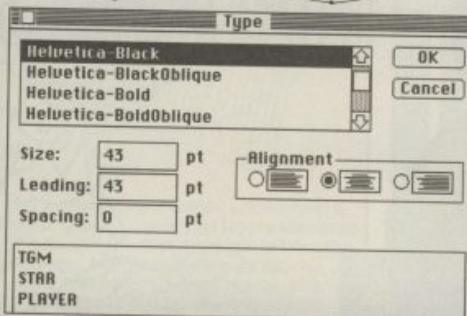 Type
Helvetica-Black
Helvetica-BlackOblique
Helvetica-Bold
Helvetica-BoldOblique
OK
Cancel
Size: 43 pt
Leading: 43 pt
Spacing: 0 pt
Alignment
TGM
STAR
PLAYER